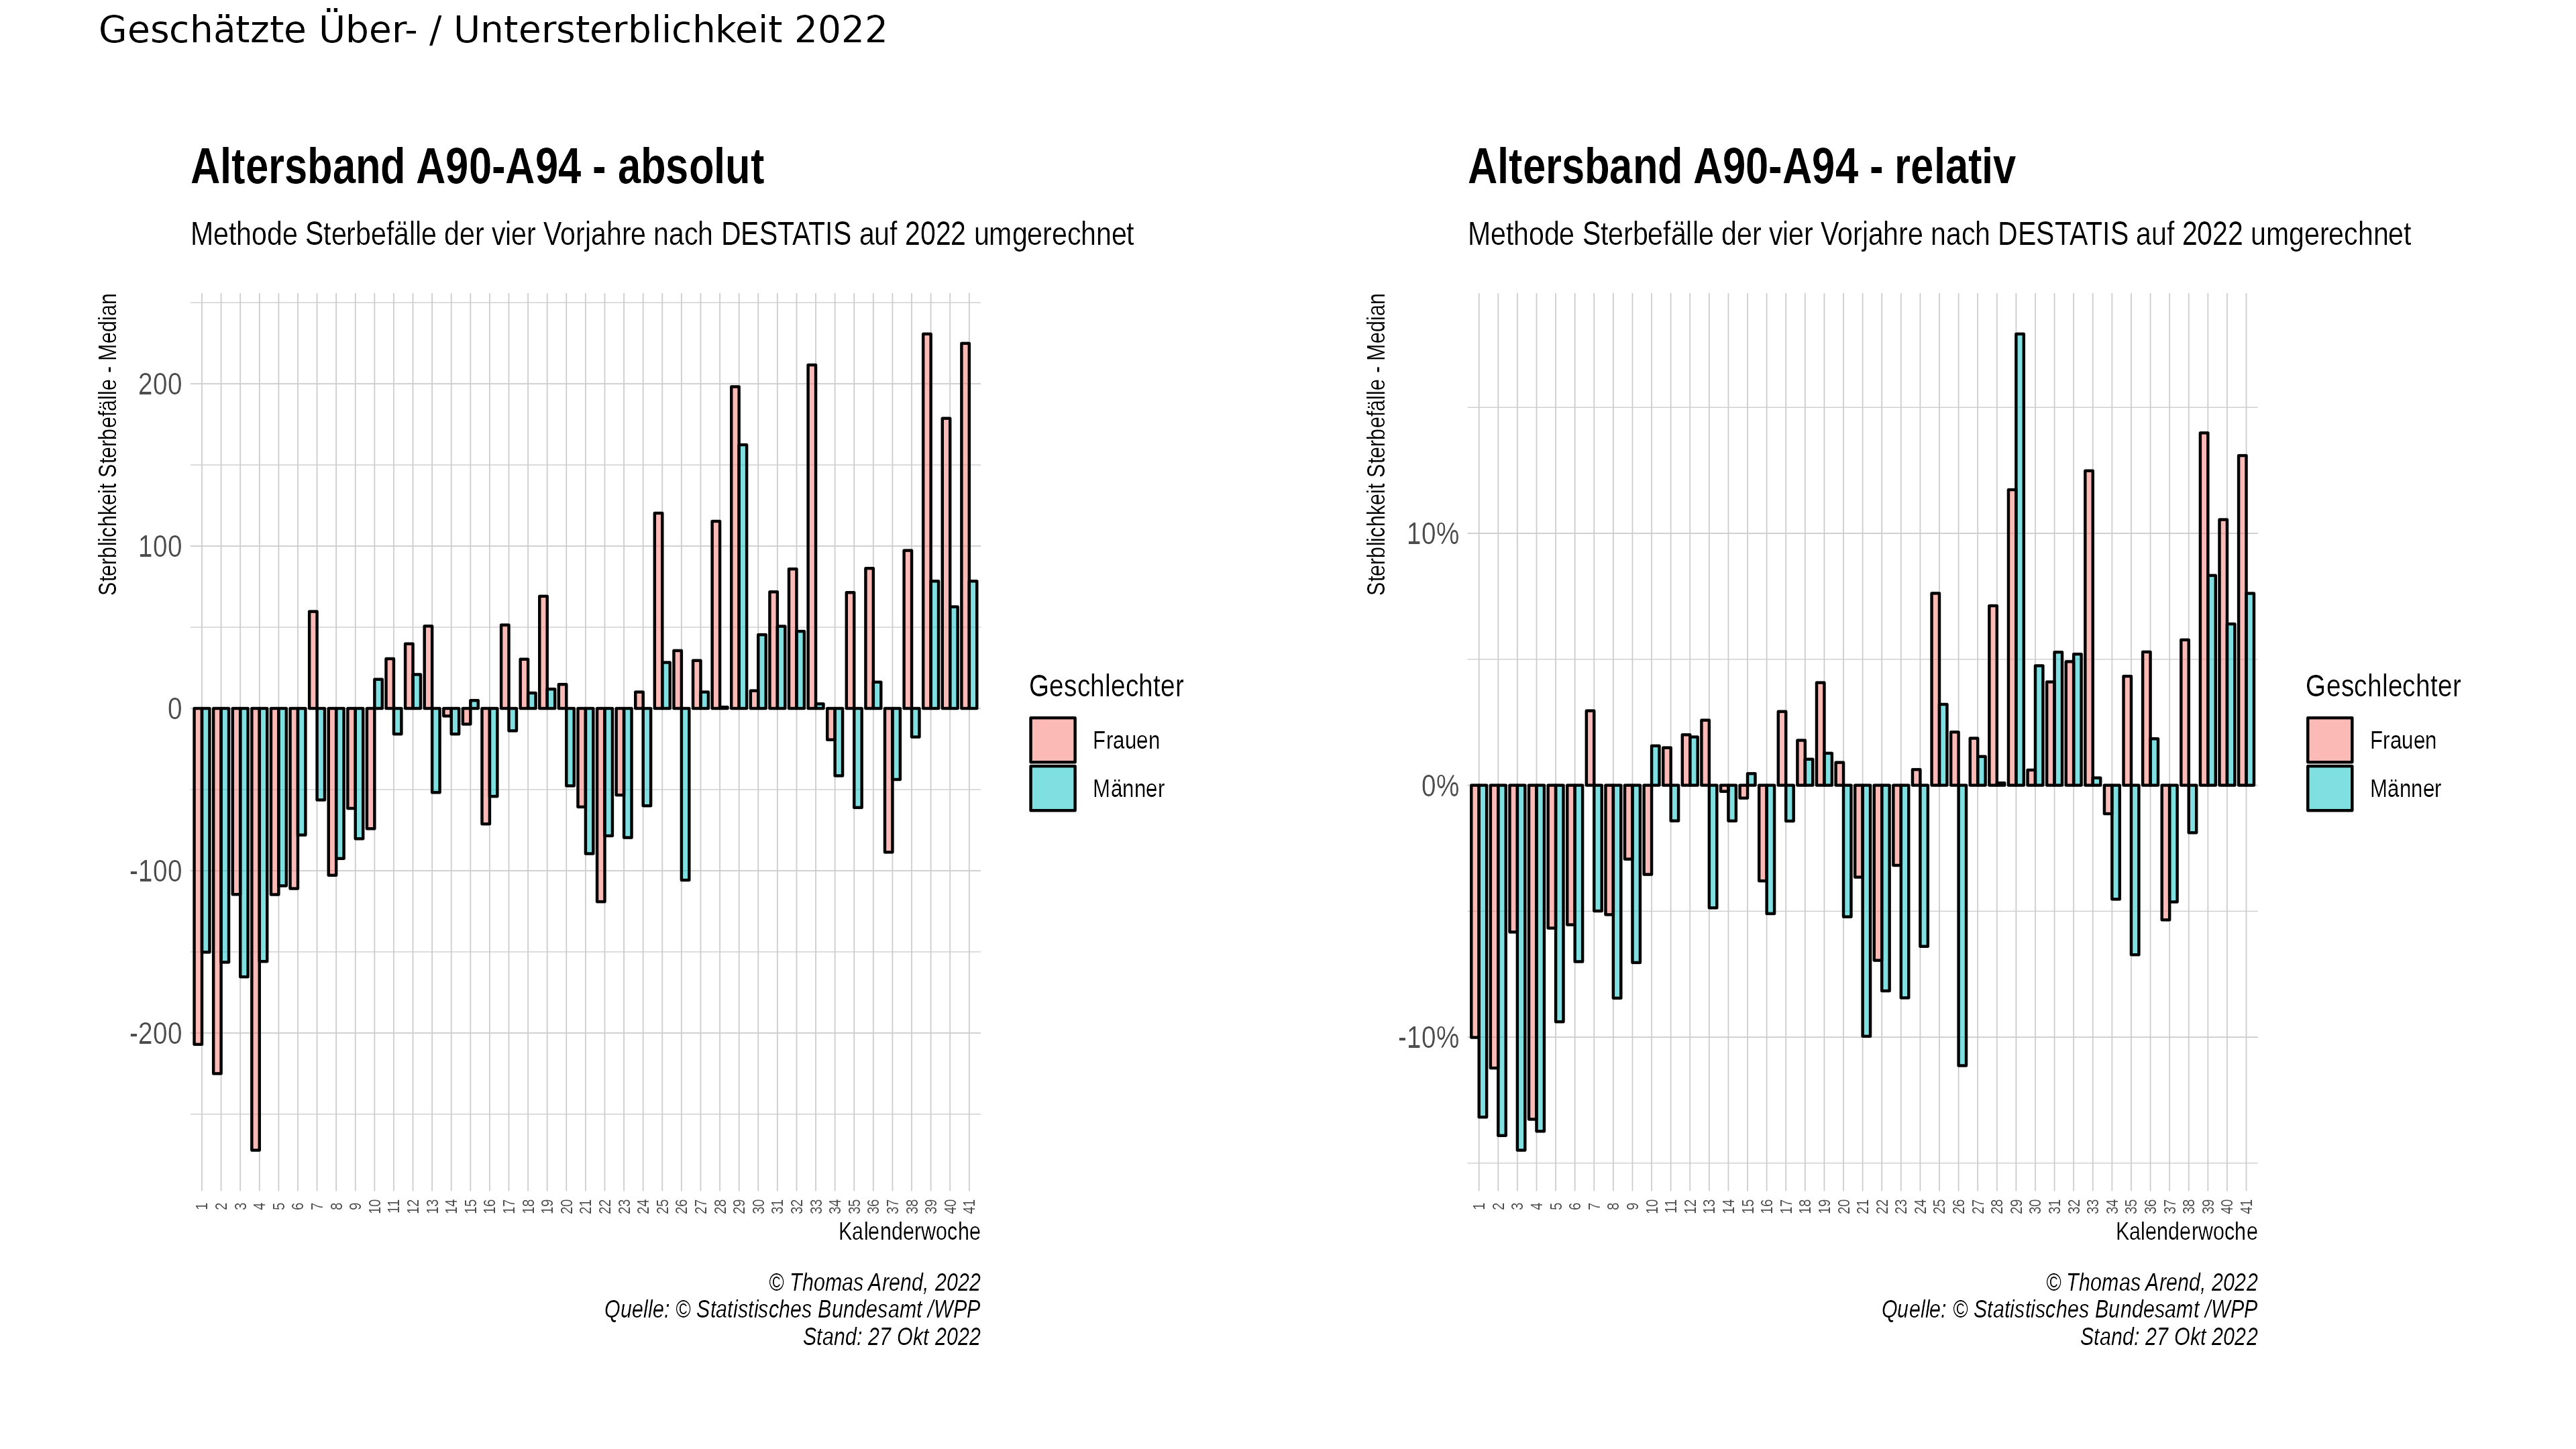 Geschätzte Über- / Untersterblichkeit 2022
Altersband A90-A94 - absolut
Methode Sterbefälle der vier Vorjahre nach DESTATIS auf 2022 umgerechnet
Sterblichkeit Sterbefälle - Median
200
100
0
-100
-200
1 2 3 4 5 6 7 8 9 10 11 12 13 14 15 16 17 18 19 20 21 22 23 24 25 26 27 28 29 30 31 32 33 34 35 36 37 38 39 40 41
Kalenderwoche
Geschlechter
Frauen
Männer
© Thomas Arend, 2022
Quelle: © Statistisches Bundesamt /WPP
Stand: 27 Okt 2022
Altersband A90-A94 - relativ
Methode Sterbefälle der vier Vorjahre nach DESTATIS auf 2022 umgerechnet
Sterblichkeit Sterbefälle - Median
10%
0%
-10%
1 2 3 4 5 6 7 8 9 10 11 12 13 14 15 16 17 18 19 20 21 22 23 24 25 26 27 28 29 30 31 32 33 34 35 36 37 38 39 40 41
Kalenderwoche
Geschlechter
Frauen
Männer
© Thomas Arend, 2022
Quelle: © Statistisches Bundesamt /WPP
Stand: 27 Okt 2022